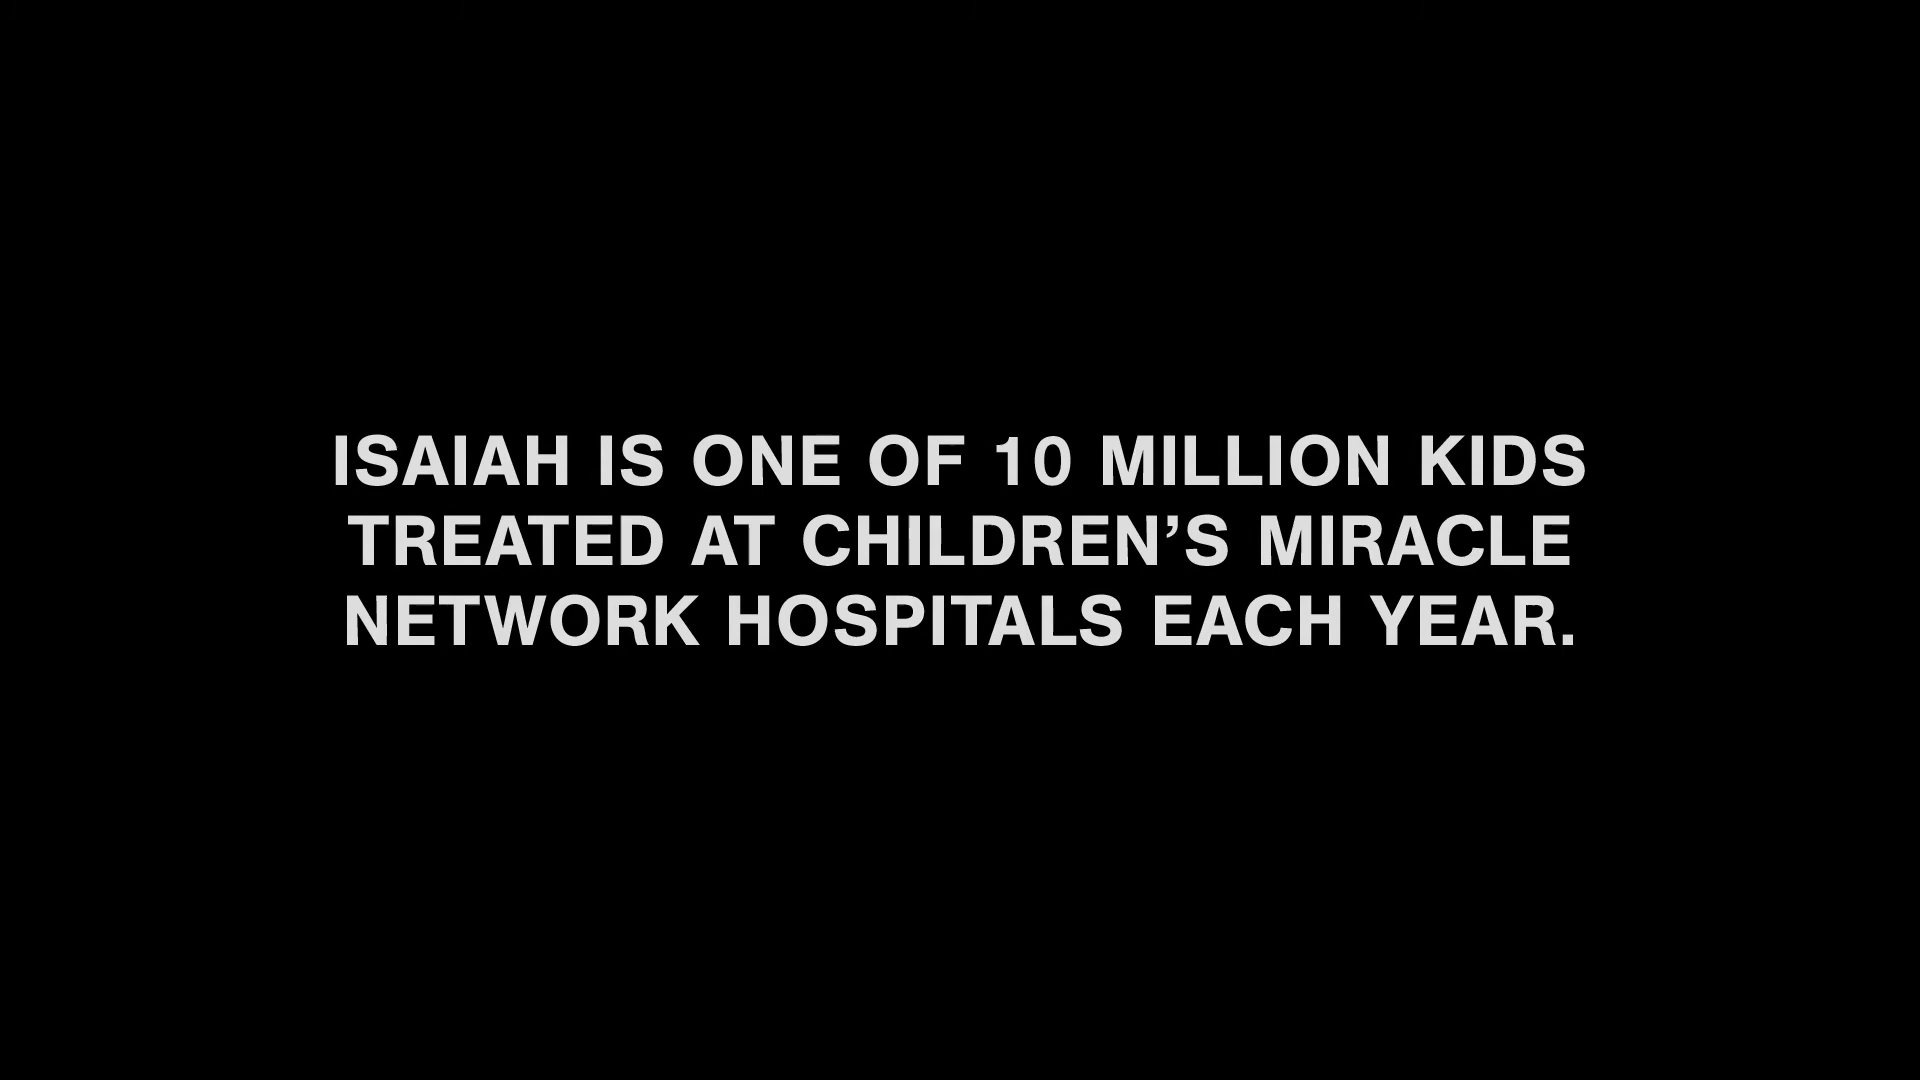 ISAIAH IS ONE OF 10 MILLION KIDS
TREATED AT CHILDREN’S MIRACLE
NETWORK HOSPITALS EACH YEAR.